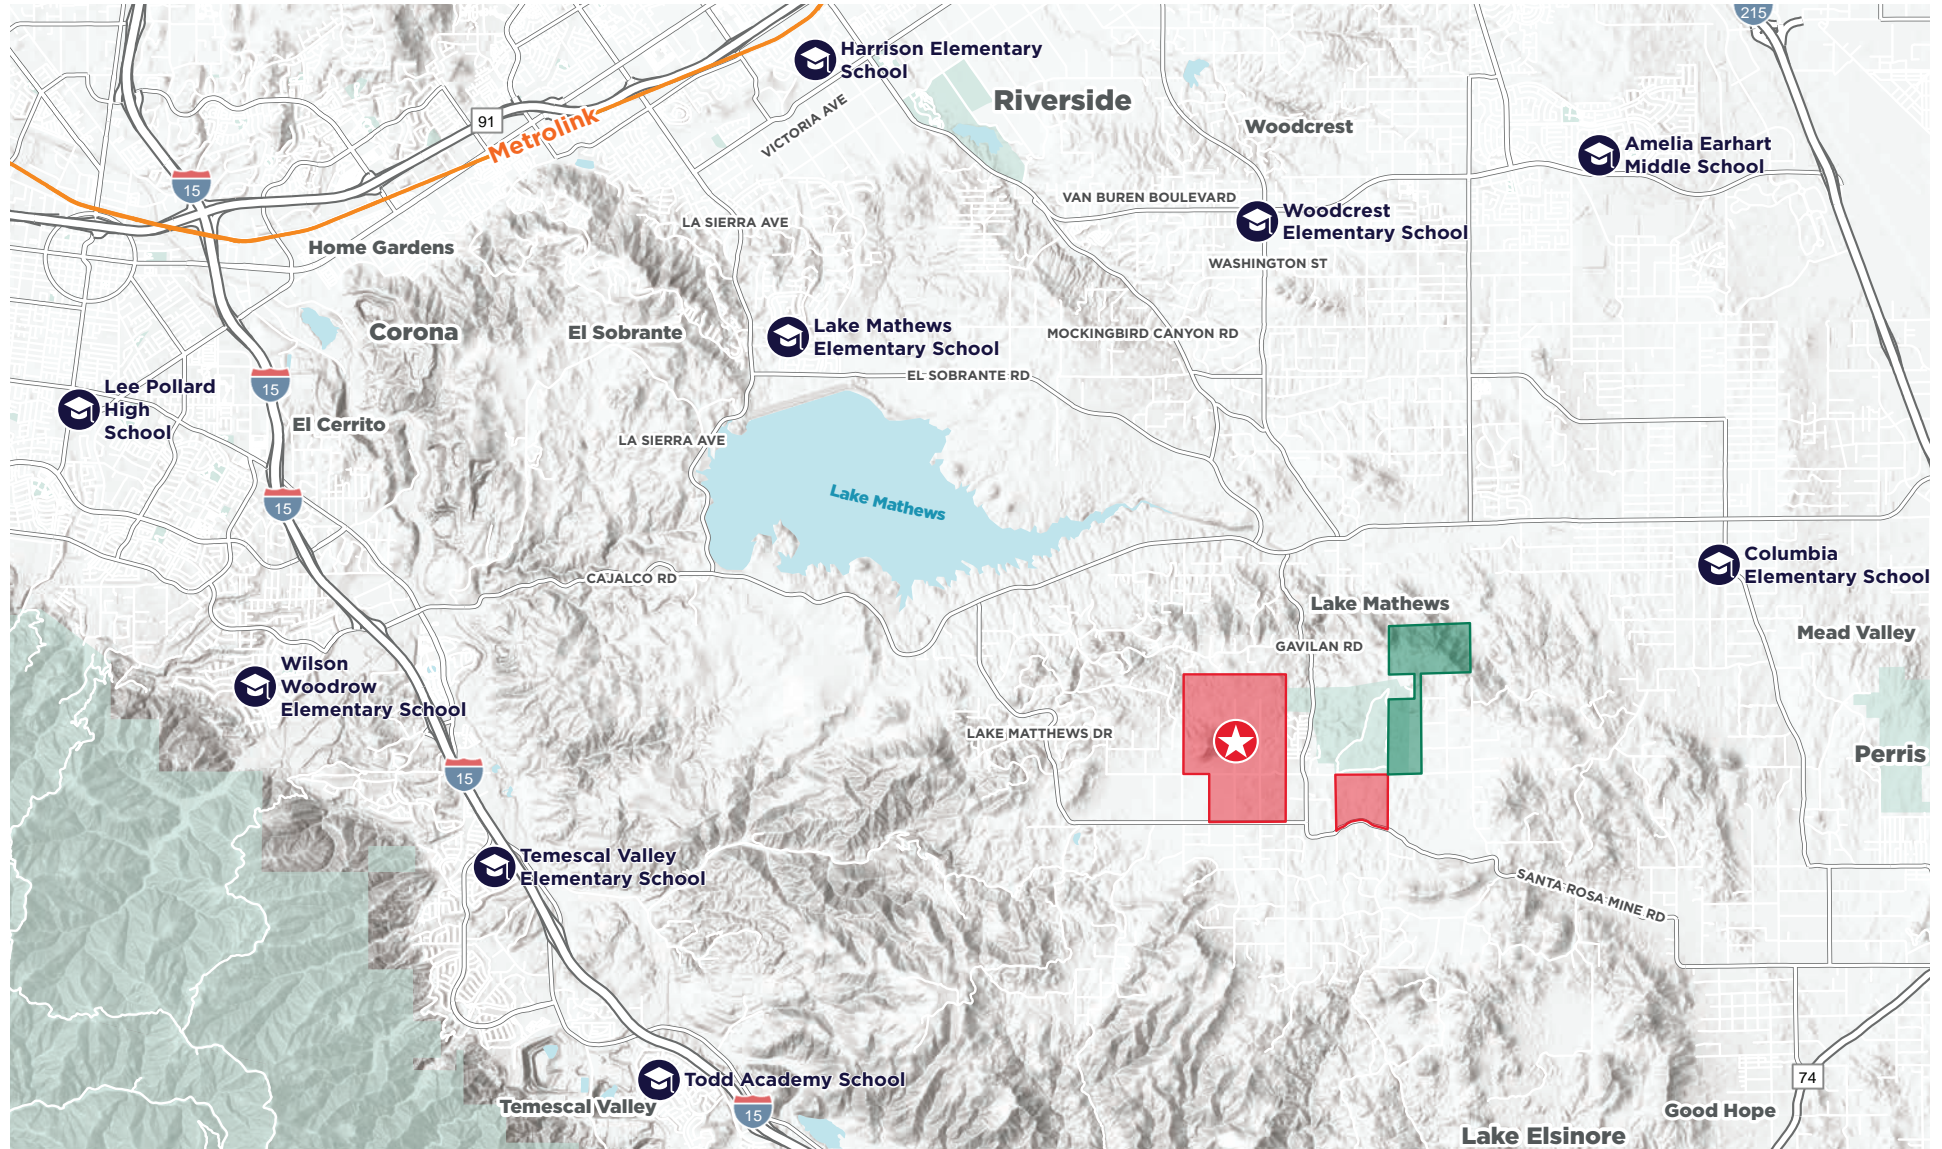 215
Harrison Elementary
School
Riverside
91
Metrolink
VICTORIA AVE
Woodcrest
Amelia Earhart
Middle School
15
VAN BUREN BOULEVARD
Woodcrest
Elementary School
LA SIERRA AVE
Home Gardens
WASHINGTON ST
Corona
El Sobrante
Lake Mathews
Elementary School
MOCKINGBIRD CANYON RD
EL SOBRANTE RD
15
Lee Pollard
High
School
El Cerrito
LA SIERRA AVE
Lake Mathews
15
Columbia
Elementary School
CAJALCO RD
Lake Mathews
Mead Valley
GAVILAN RD
Wilson
Woodrow
Elementary School
LAKE MATTHEWS DR
Perris
15
Temescal Valley
Elementary School
SANTA ROSA MINE RD
Todd Academy School
74
Temescal Valley
15
Good Hope
Lake Elsinore